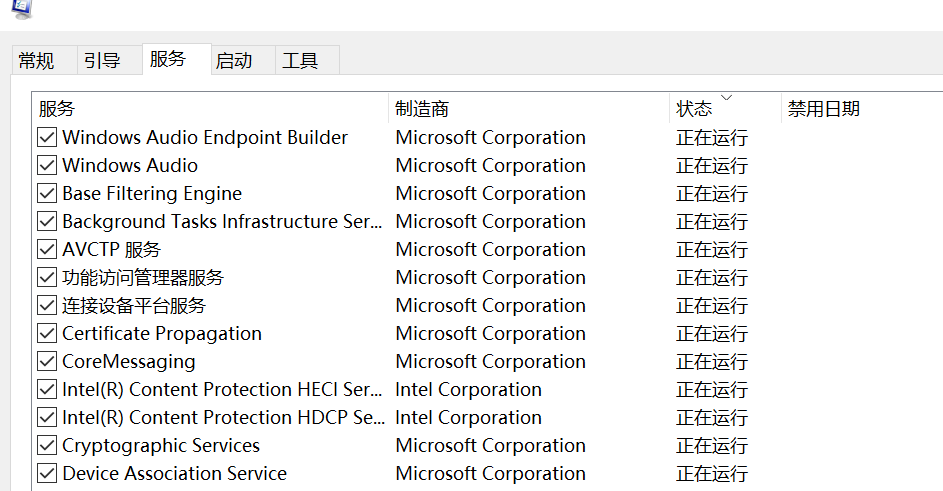 常规 引导 服务 启动 工具
服务 制造商 状态 禁用日期
Windows Audio Endpoint Builder Microsoft Corporation 正在运行
Windows Audio Microsoft Corporation 正在运行
Base Filtering Engine Microsoft Corporation 正在运行
Background Tasks Infrastructure Ser... Microsoft Corporation 正在运行
AVCTP 服务 Microsoft Corporation 正在运行
功能访问管理器服务 Microsoft Corporation 正在运行
连接设备平台服务 Microsoft Corporation 正在运行
Certificate Propagation Microsoft Corporation 正在运行
CoreMessaging Microsoft Corporation 正在运行
Intel(R) Content Protection HECI Ser... Intel Corporation 正在运行
Intel(R) Content Protection HDCP Se... Intel Corporation 正在运行
Cryptographic Services Microsoft Corporation 正在运行
Device Association Service Microsoft Corporation 正在运行